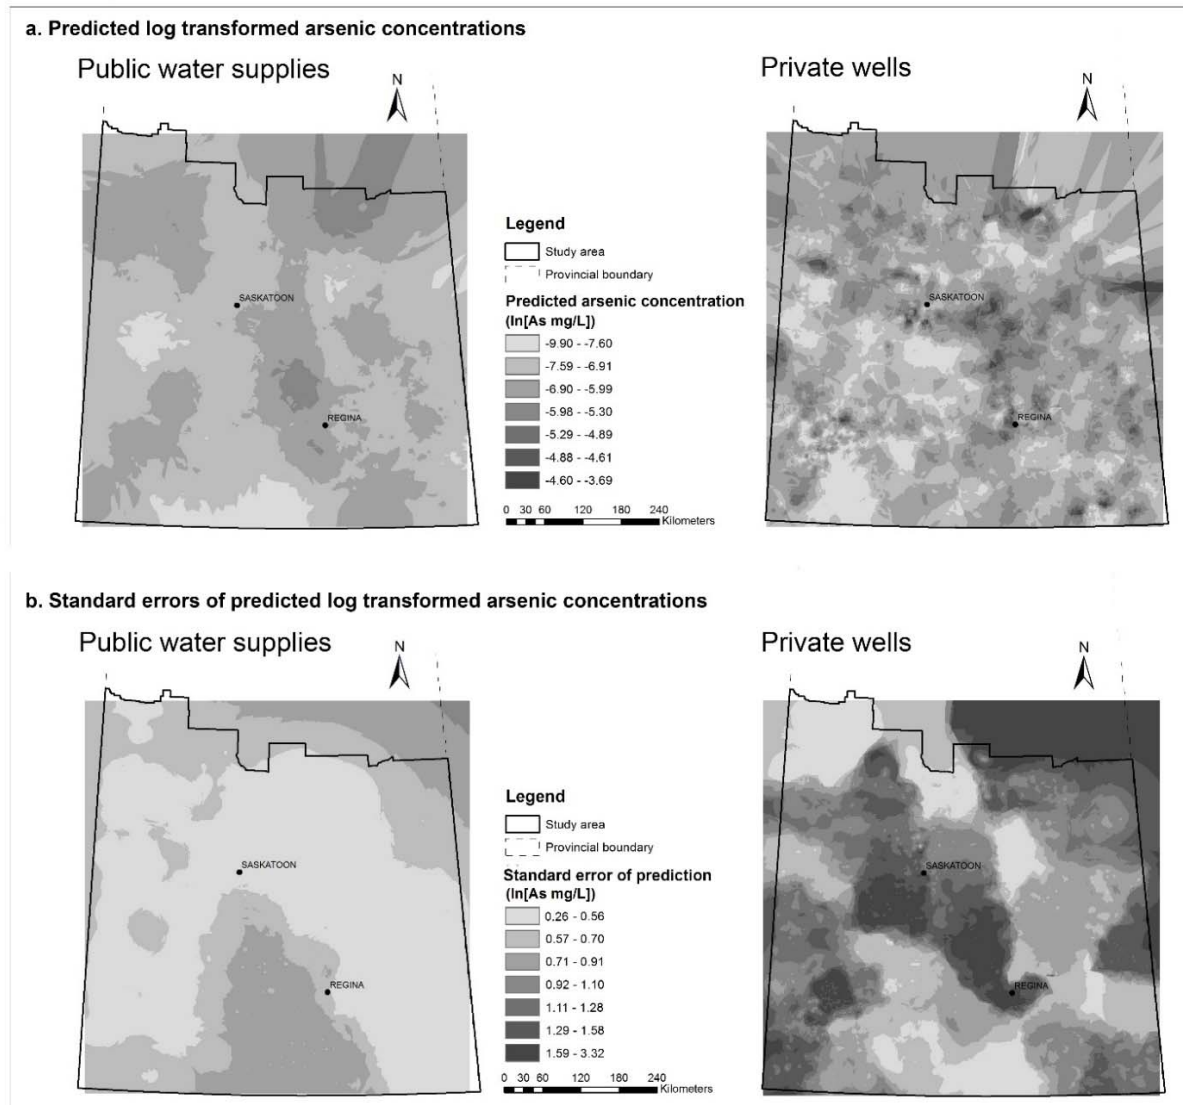 a. Predicted log transformed arsenic concentrations
Public water supplies
Private wells
N
N
SASKATOON
REGINA
Legend
Study area
Provincial boundary
Predicted arsenic concentration
(ln[As mg/L])
-9.90 - -7.60
-7.59 - -6.91
-6.90 - -5.99
-5.98 - -5.30
-5.29 - -4.89
-4.88 - -4.61
-4.60 - -3.69
0 30 60 120 180 240
Kilometers
SASKATOON
REGINA
b. Standard errors of predicted log transformed arsenic concentrations
Public water supplies
Private wells
N
N
SASKATOON
REGINA
Legend
Study area
Provincial boundary
Standard error of prediction
(ln[As mg/L])
0.26 - 0.56
0.57 - 0.70
0.71 - 0.91
0.92 - 1.10
1.11 - 1.28
1.29 - 1.58
1.59 - 3.32
0 30 60 120 180 240
Kilometers
SASKATOON
REGINA